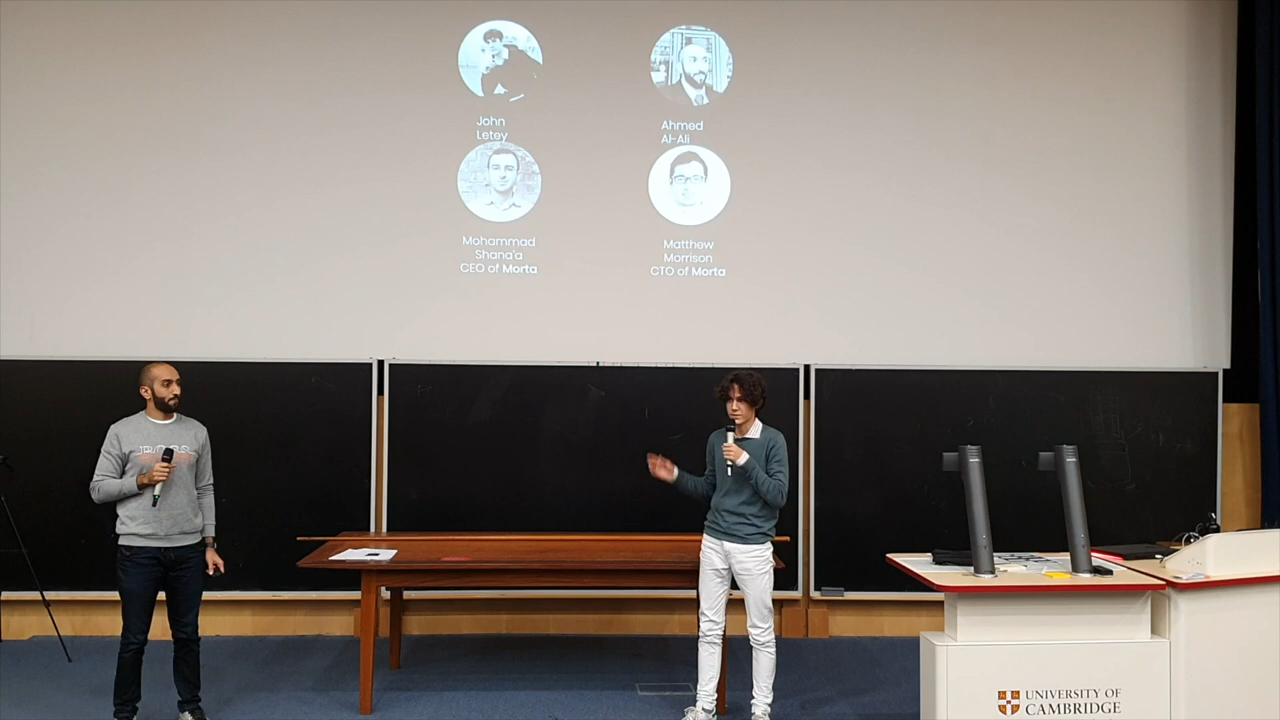 John
Letey
Ahmed
Al-Ali
Mohammad
Shana'a
CEO of Morta
Matthew
Morrison
CTO of Morta
UNIVERSITY OF
CAMBRIDGE